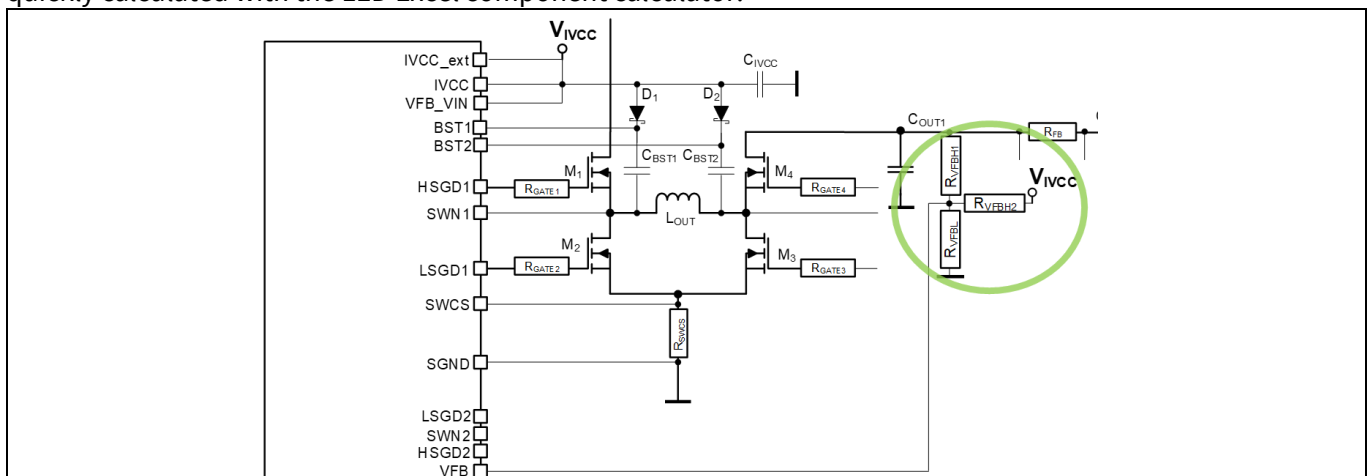 quickly calculated with the LED Excel component calculator.
VIVCC
IVCC_ext
CIVCC
IVCC
D1
D2
VFB_VIN
BST1
COUT1
RFB
BST2
CBST1
CBST2
RVFBH1
M1
M4
VIVCC
HSGD1
RGATE1
RGATE4
RVFBH2
SWN1
LOUT
RVFBL
M2
M3
LSGD1
RGATE2
RGATE3
SWCS
RSWCS
SGND
LSGD2
SWN2
HSGD2
VFB